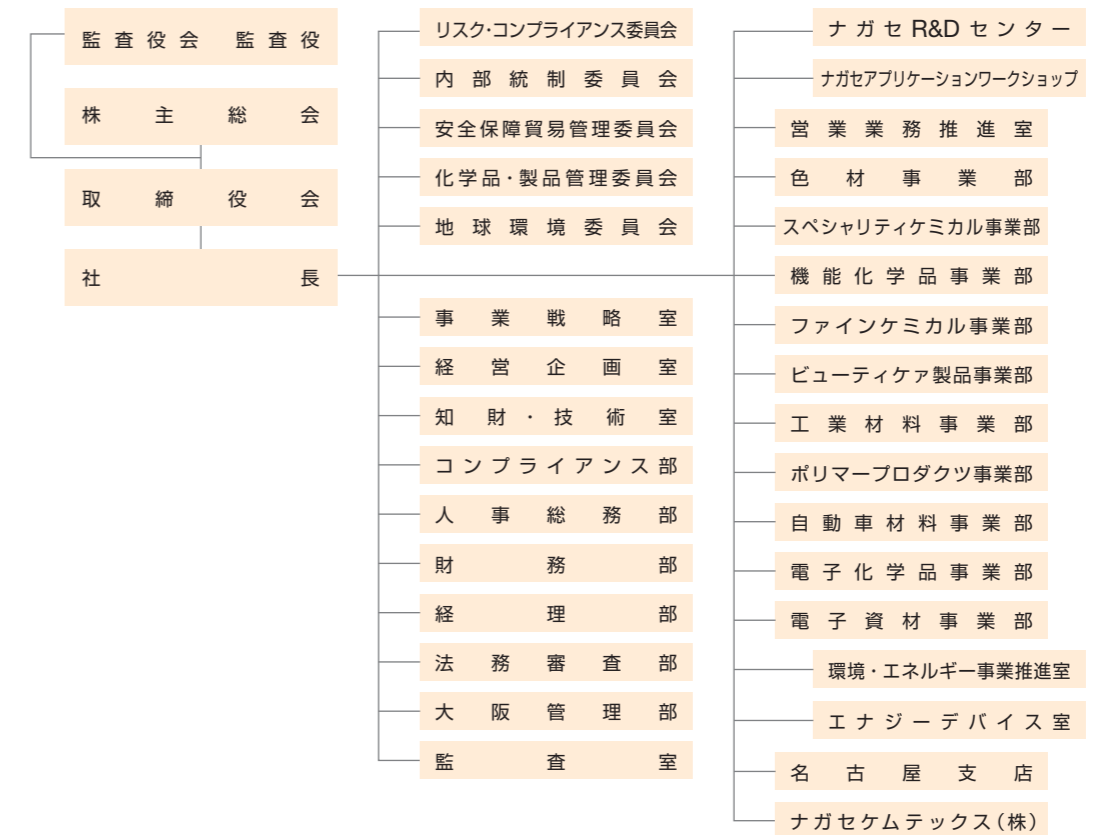 監査役会 監査役
株主総会
取締役会
社長
リスク・コンプライアンス委員会
内部統制委員会
安全保障貿易管理委員会
化学品・製品管理委員会
地球環境委員会
事業戦略室
経営企画室
知財・技術室
コンプライアンス部
人事総務部
財務部
経理部
法務審査部
大阪管理部
監査室
ナガセR&Dセンター
ナガセアプリケーションワークショップ
営業業務推進室
色材事業部
スペシャリティケミカル事業部
機能化学品事業部
ファインケミカル事業部
ビューティケァ製品事業部
工業材料事業部
ポリマープロダクツ事業部
自動車材料事業部
電子化学品事業部
電子資材事業部
環境・エネルギー事業推進室
エナジーデバイス室
名古屋支店
ナガセケムテックス(株)